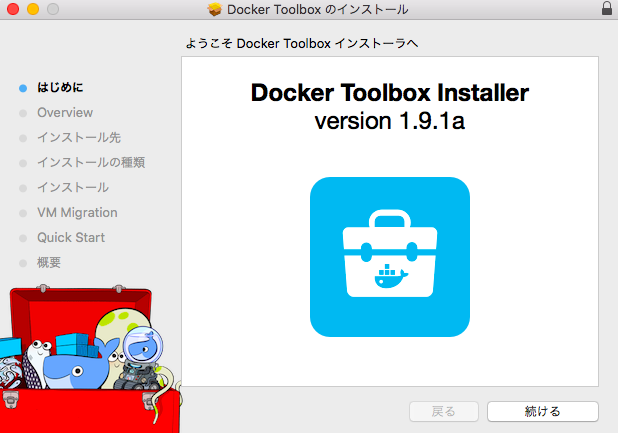 Docker Toolbox のインストール
ようこそ Docker Toolbox インストーラへ
はじめに
Overview
インストール先
インストールの種類
インストール
VM Migration
Quick Start
概要
Docker Toolbox Installer
version 1.9.1a
戻る
続ける